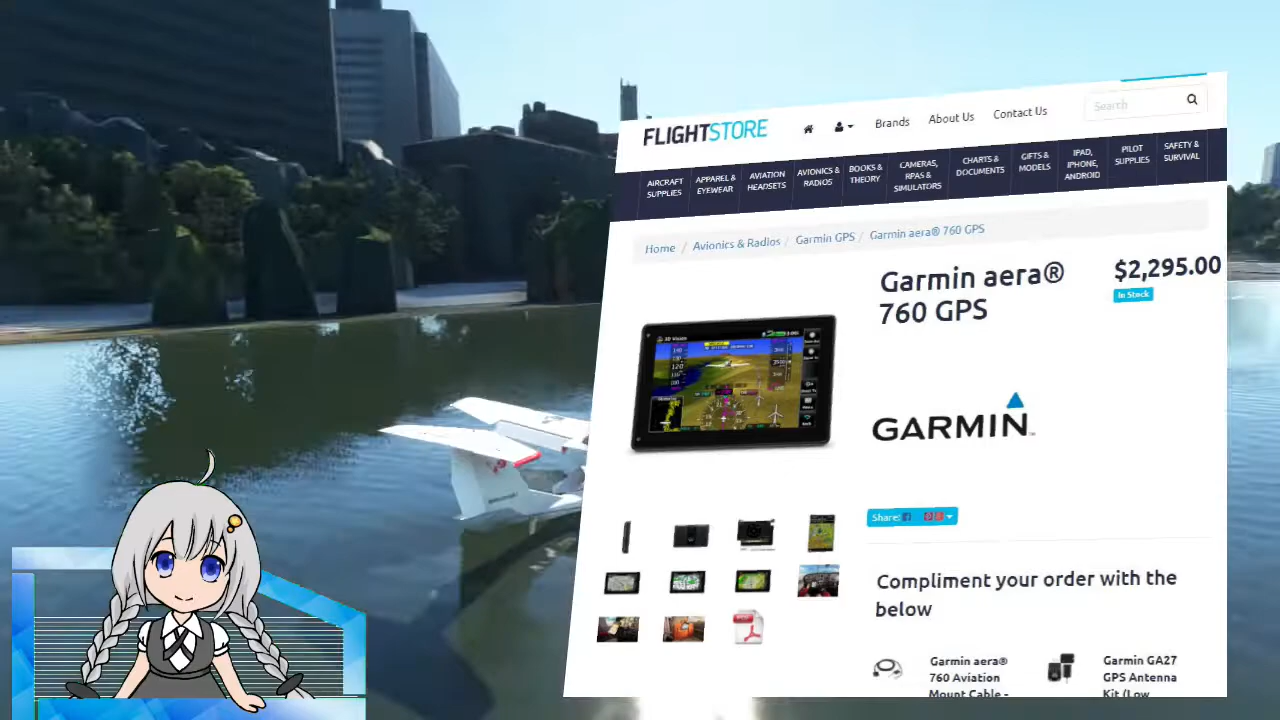 FLIGHTSTORE
Brands
About Us
Contact Us
Search
AIRCRAFT
SUPPLIES
APPAREL &
EYEWEAR
AVIATION
HEADSETS
AVIONICS &
RADIOS
BOOKS &
THEORY
CAMERAS,
RPAS &
SIMULATORS
CHARTS &
DOCUMENTS
GIFTS &
MODELS
IPAD,
IPHONE,
ANDROID
PILOT
SUPPLIES
SAFETY &
SURVIVAL
Home / Avionics & Radios / Garmin GPS / Garmin aera® 760 GPS
Garmin aera®
760 GPS
$2,295.00
In Stock
GARMIN
Share:
Compliment your order with the
below
Garmin aera®
760 Aviation
Mount Cable -
Garmin GA27
GPS Antenna
Kit (Low